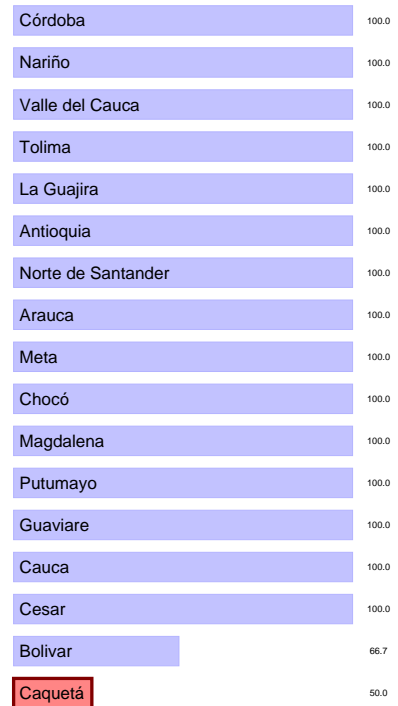 Córdoba 100.0
Nariño 100.0
Valle del Cauca 100.0
Tolima 100.0
La Guajira 100.0
Antioquia 100.0
Norte de Santander 100.0
Arauca 100.0
Meta 100.0
Chocó 100.0
Magdalena 100.0
Putumayo 100.0
Guaviare 100.0
Cauca 100.0
Cesar 100.0
Bolivar 66.7
Caquetá 50.0